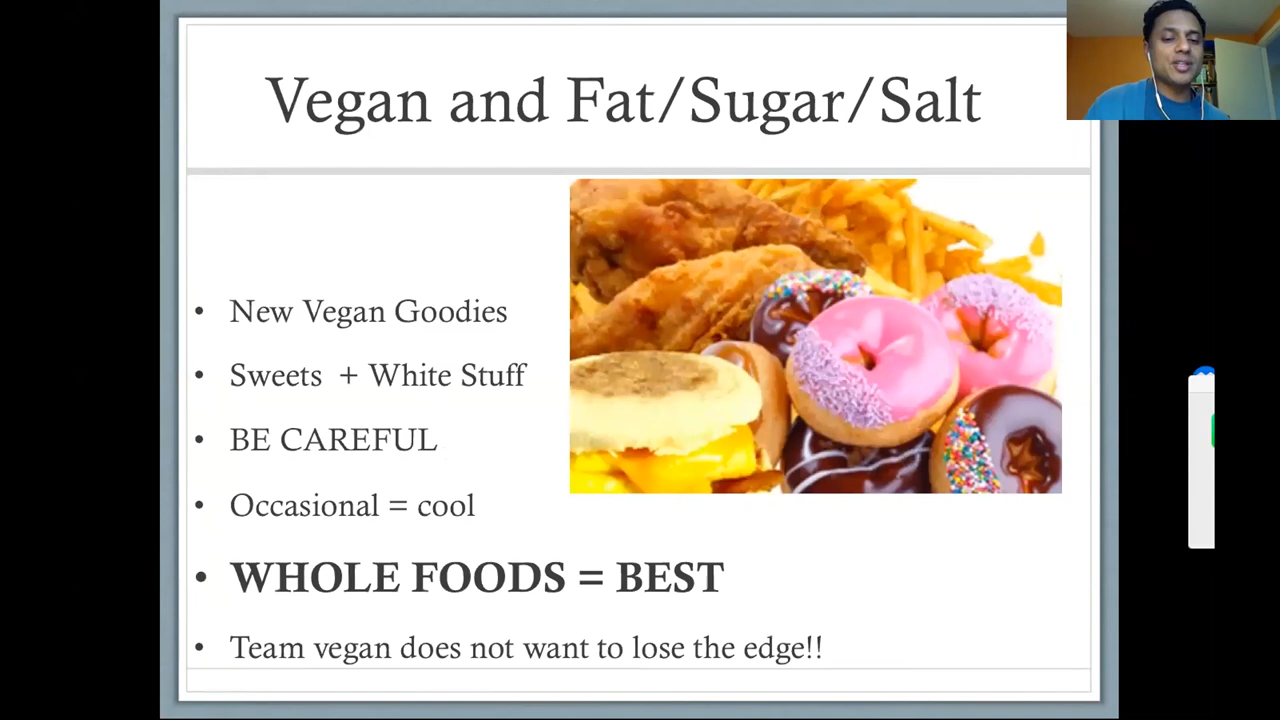 Vegan and Fat/Sugar/Salt
• New Vegan Goodies
• Sweets + White Stuff
• BE CAREFUL
• Occasional = cool
• WHOLE FOODS = BEST
• Team vegan does not want to lose the edge!!